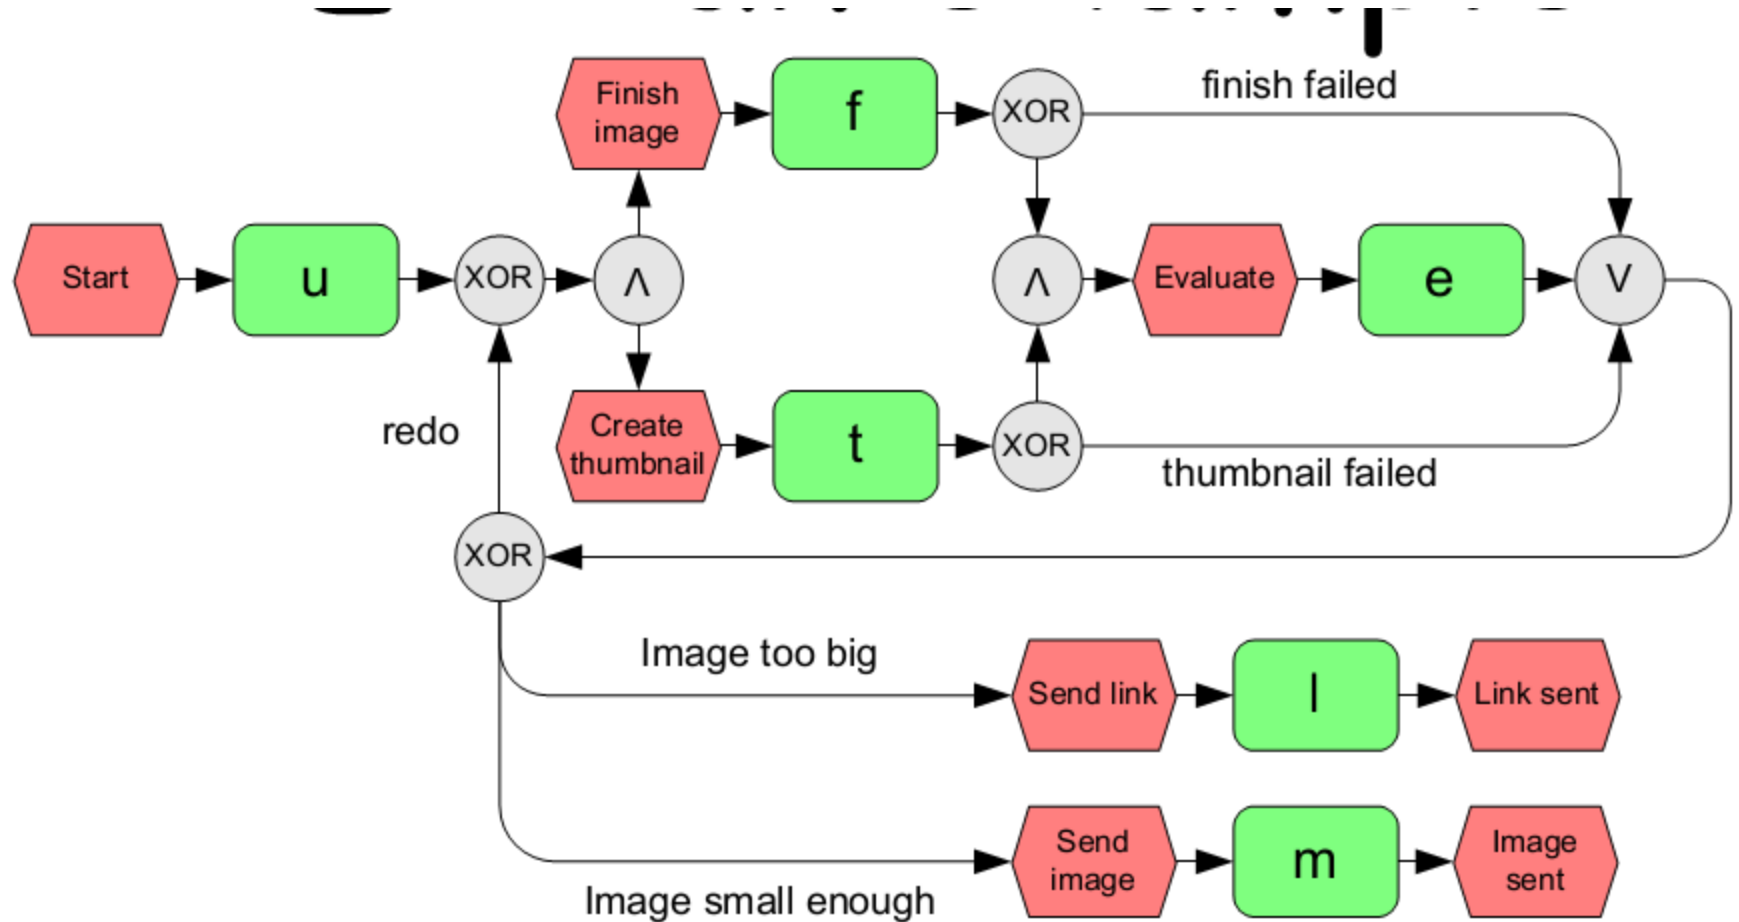 finish failed
Finish
image
f
XOR
Start
u
XOR
Λ
Λ
Evaluate
e
V
redo
Create
thumbnail
t
XOR
thumbnail failed
XOR
Image too big
Send link
l
Link sent
Send
image
m
Image
sent
Image small enough